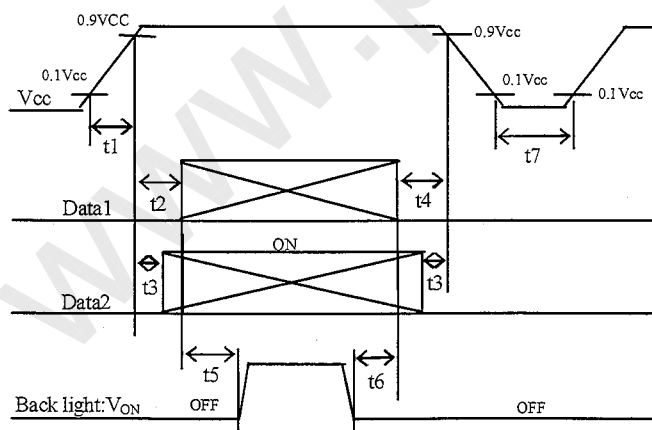 0.9VCC
0.9Vcc
0.1Vcc
0.1Vcc
0.1Vcc
Vcc
t1
t7
t2
t4
Data1
ON
t3
t3
Data2
t5
t6
Back light:VON
OFF
OFF
www.p